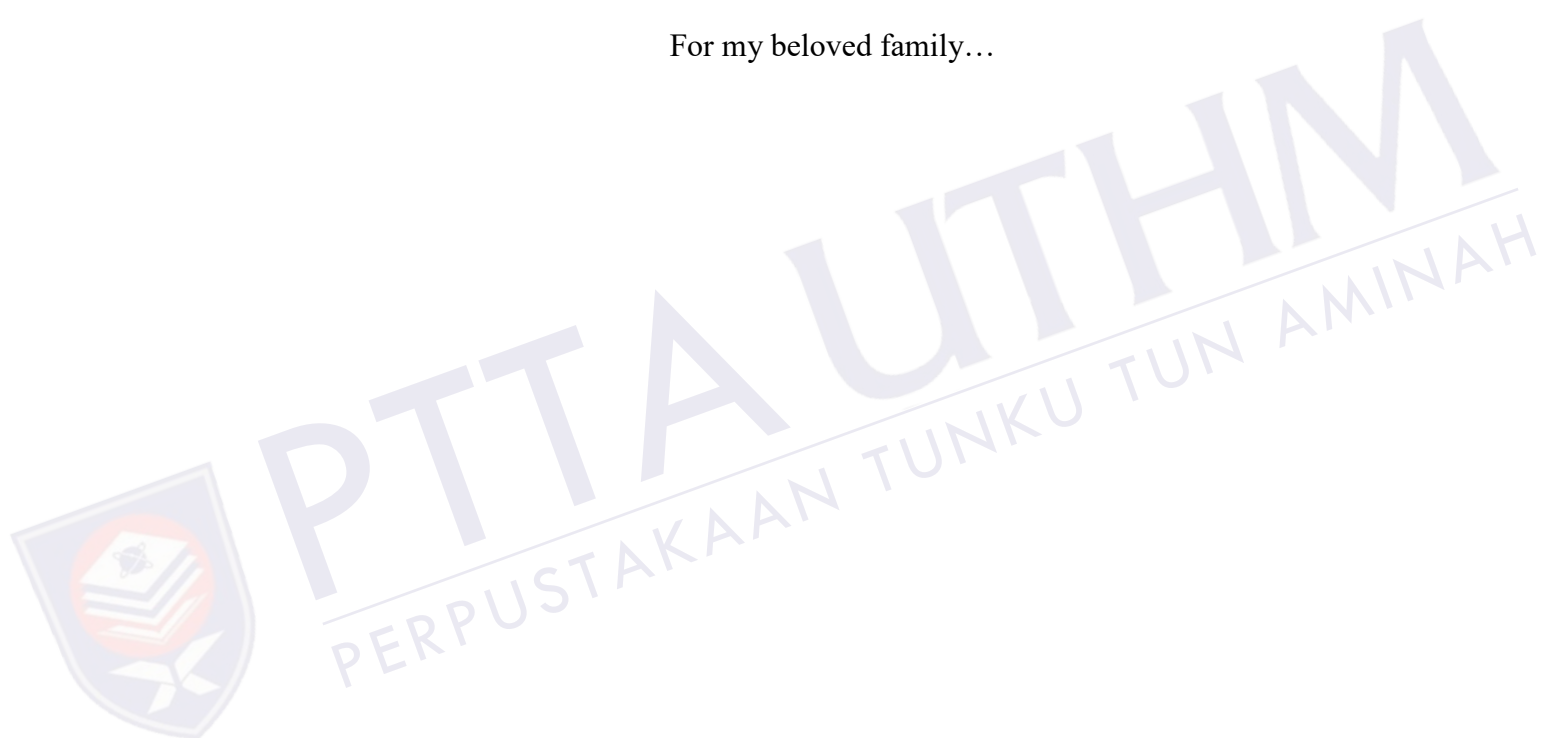 For my beloved family…
PTTA UTHM
PERPUSTAKAAN TUNKU TUN AMINAH